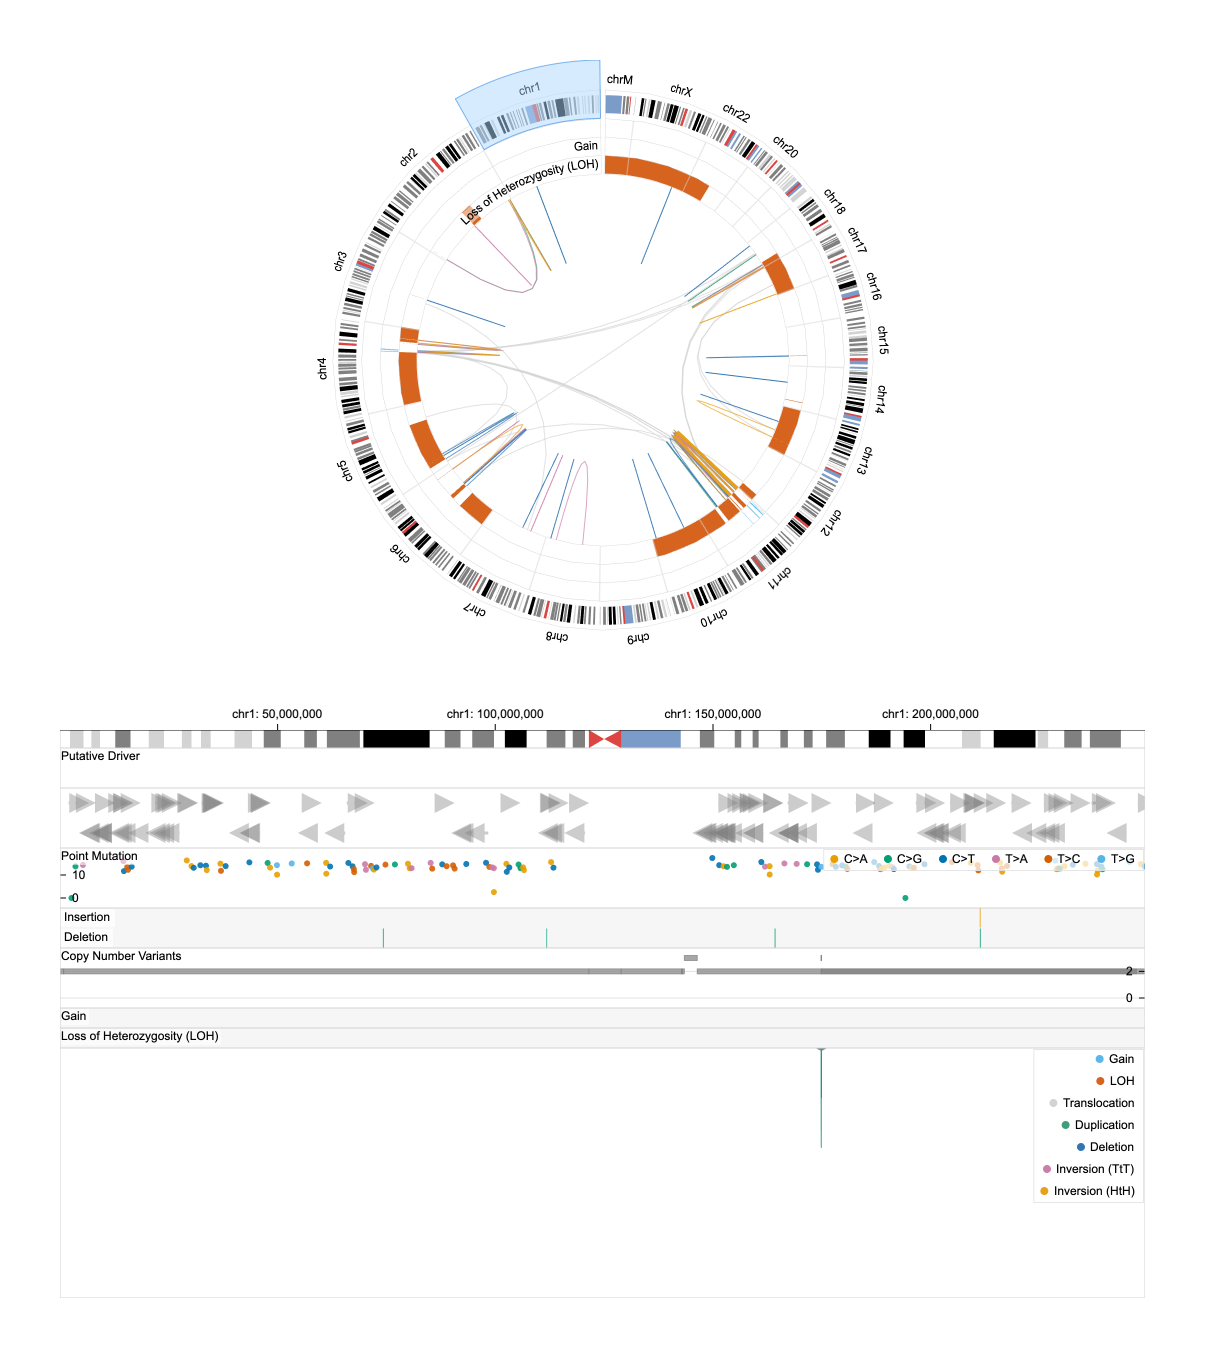 chrM
chrX
chr22
chr20
chr18
chr17
chr16
chr15
chr14
chr13
chr12
chr11
chr10
chr9
chr8
chr7
chr6
chr5
chr4
chr3
chr2
chr1
Gain
Loss of Heterozygosity (LOH)
chr1: 50,000,000
chr1: 100,000,000
chr1: 150,000,000
chr1: 200,000,000
Putative Driver
Point Mutation
C>A
C>G
C>T
T>A
T>C
T>G
10
0
Insertion
Deletion
Copy Number Variants
2
0
Gain
Loss of Heterozygosity (LOH)
Gain
LOH
Translocation
Duplication
Deletion
Inversion (TtT)
Inversion (HtH)